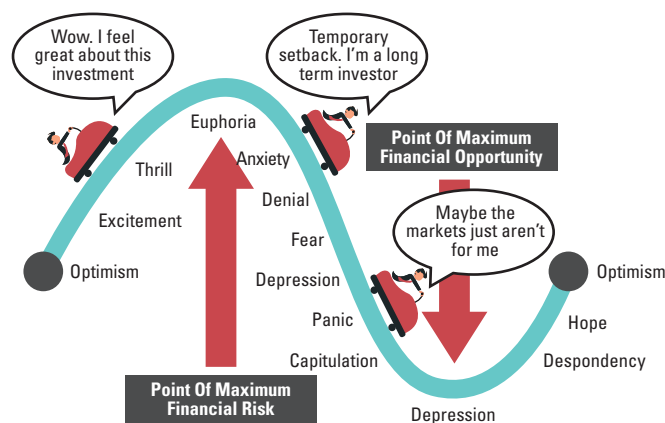 Wow. I feel
great about this
investment
Temporary
setback. I'm a long
term investor
Euphoria
Point Of Maximum
Financial Opportunity
Thrill
Anxiety
Denial
Excitement
Maybe the
markets just aren't
for me
Fear
Optimism
Depression
Optimism
Panic
Hope
Capitulation
Despondency
Point Of Maximum
Financial Risk
Depression